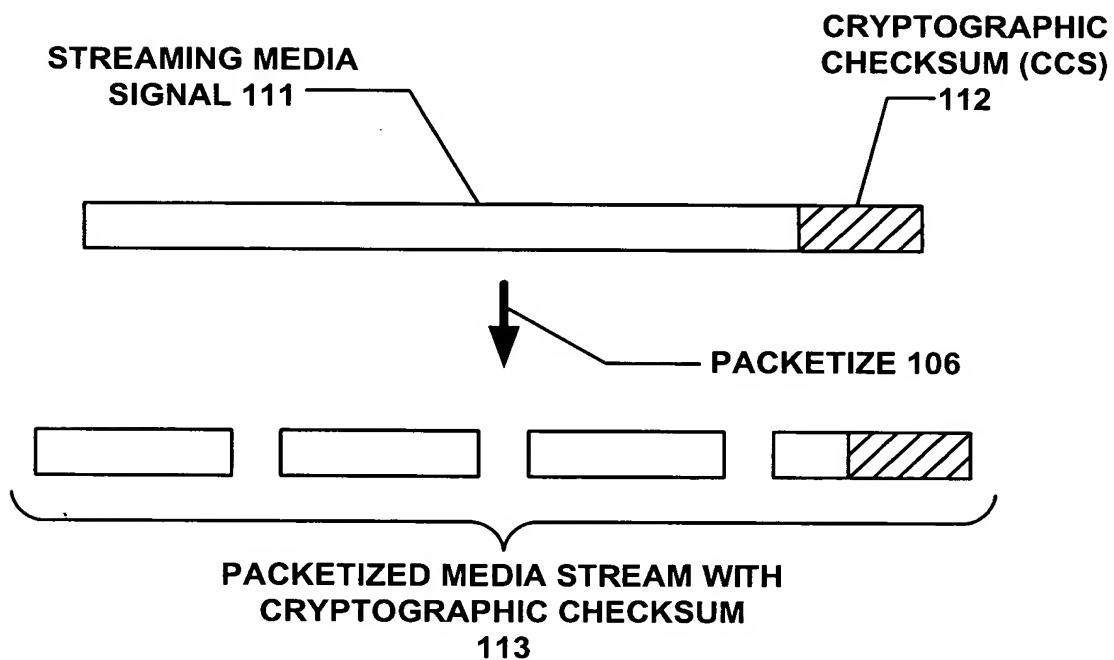 STREAMING MEDIA
SIGNAL 111
CRYPTOGRAPHIC
CHECKSUM (CCS)
112
PACKETIZE 106
PACKETIZED MEDIA STREAM WITH
CRYPTOGRAPHIC CHECKSUM
113